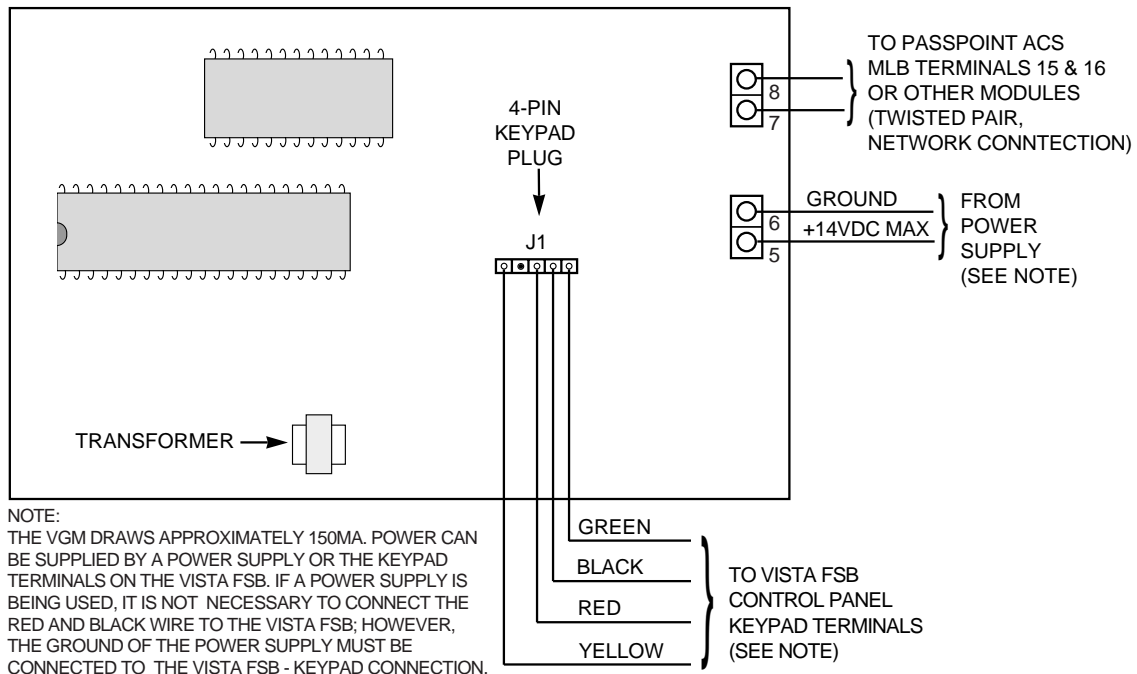 4-PIN
KEYPAD
PLUG
J1
TRANSFORMER
8
7
TO PASSPOINT ACS
MLB TERMINALS 15 & 16
OR OTHER MODULES
(TWISTED PAIR,
NETWORK CONNTECTION)
6
5
GROUND
+14VDC MAX
FROM
POWER
SUPPLY
(SEE NOTE)
GREEN
BLACK
RED
YELLOW
TO VISTA FSB
CONTROL PANEL
KEYPAD TERMINALS
(SEE NOTE)
NOTE:
THE VGM DRAWS APPROXIMATELY 150MA. POWER CAN
BE SUPPLIED BY A POWER SUPPLY OR THE KEYPAD
TERMINALS ON THE VISTA FSB. IF A POWER SUPPLY IS
BEING USED, IT IS NOT NECESSARY TO CONNECT THE
RED AND BLACK WIRE TO THE VISTA FSB; HOWEVER,
THE GROUND OF THE POWER SUPPLY MUST BE
CONNECTED TO THE VISTA FSB - KEYPAD CONNECTION.